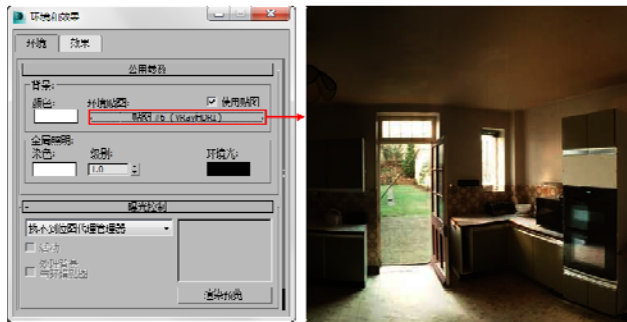 环境和效果
环境 效果
公用参数
背景:
颜色: 环境贴图: 使用贴图
贴图 76 (VRayHDRI)
全局照明:
染色: 级别: 环境光:
1.0
曝光控制
找不到位图代理管理器
活动
处理背景
与环境贴图
渲染预览